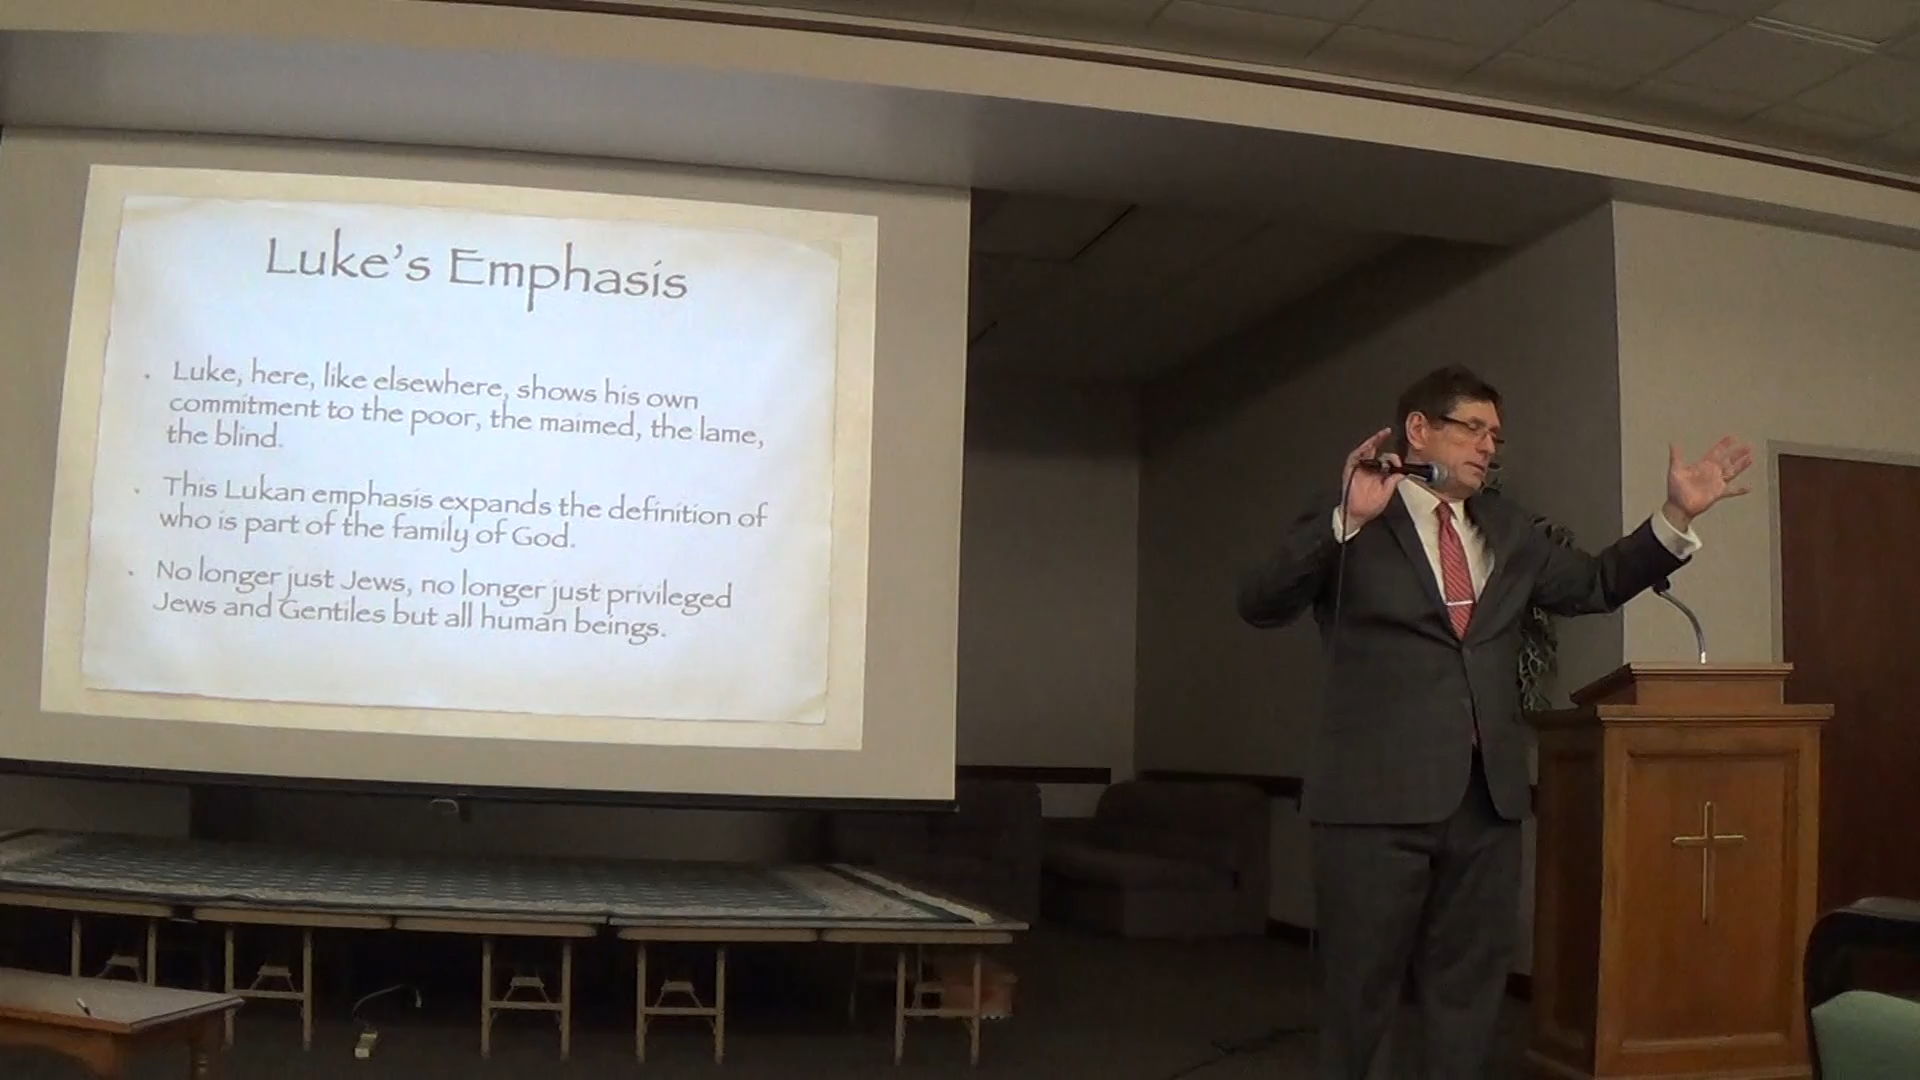 Luke's Emphasis
. Luke, here, like elsewhere, shows his own
commitment to the poor, the maimed, the lame,
the blind.
. This Lukan emphasis expands the definition of
who is part of the family of God.
. No longer just Jews, no longer just privileged
Jews and Gentiles but all human beings.